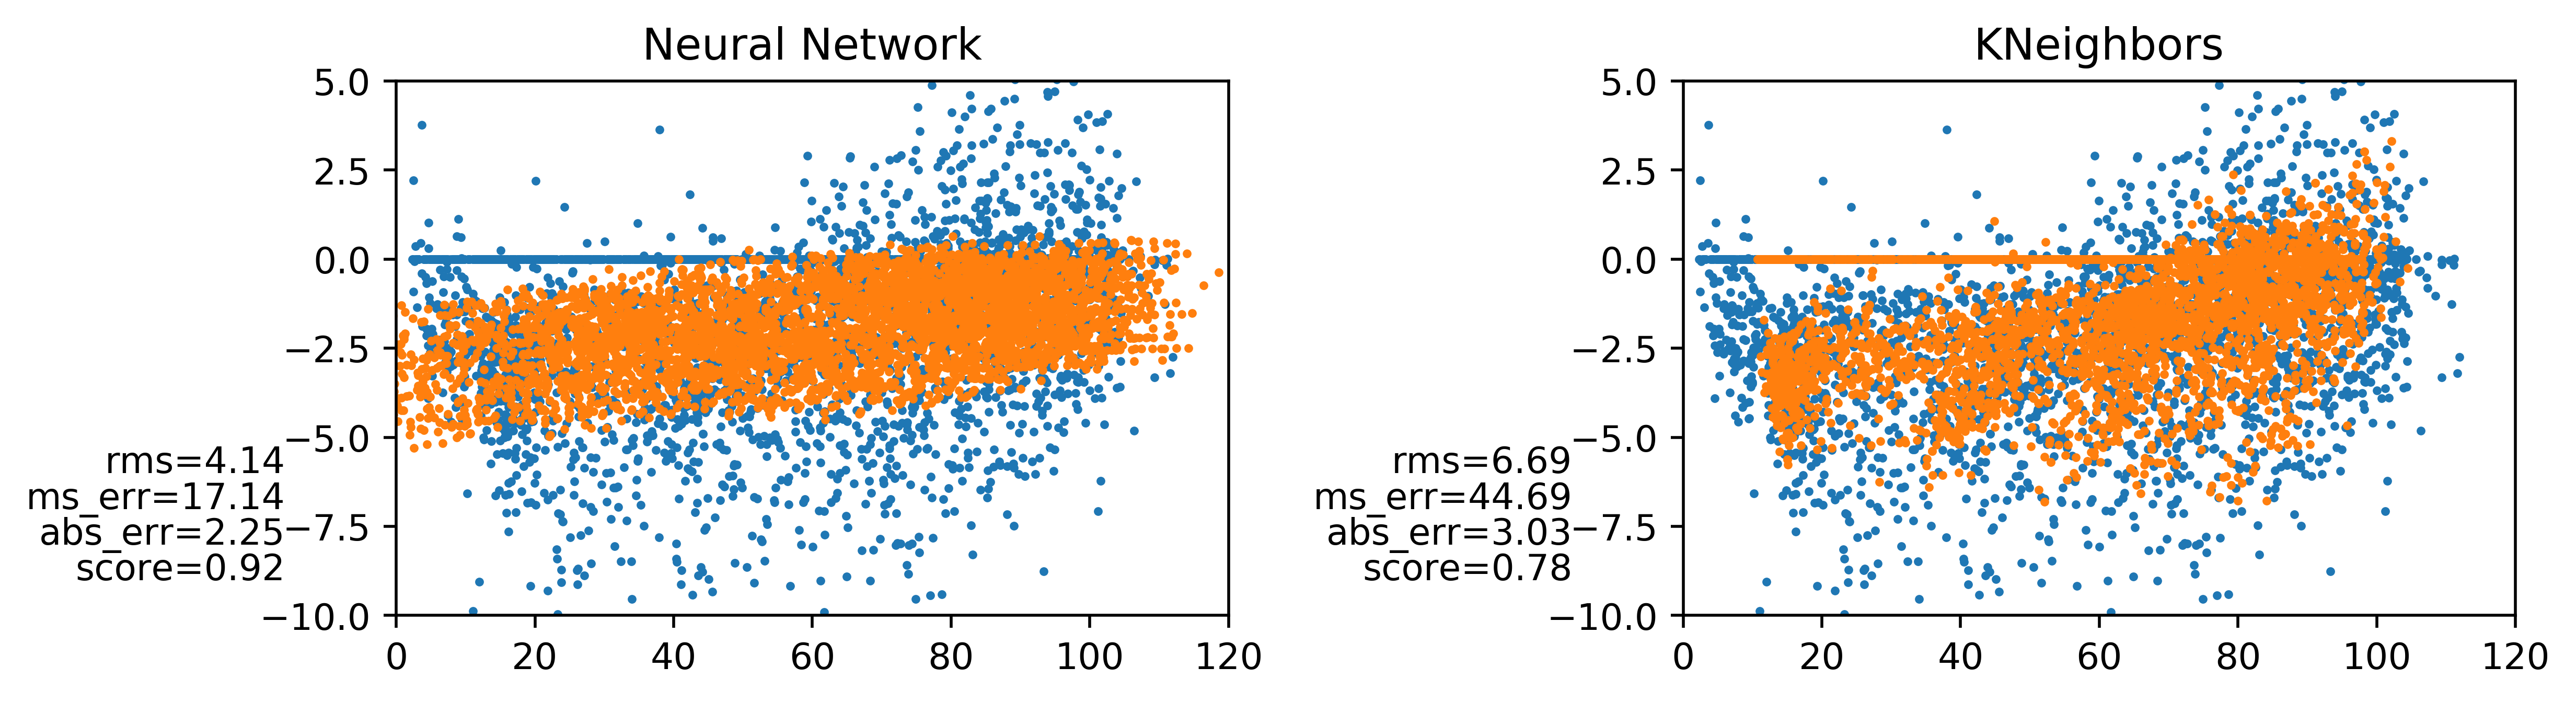 Neural Network
5.0
2.5
0.0
−2.5
−5.0
−7.5
−10.0
rms=4.14
ms_err=17.14
abs_err=2.25
score=0.92
0 20 40 60 80 100 120
KNeighbors
5.0
2.5
0.0
−2.5
−5.0
−7.5
−10.0
rms=6.69
ms_err=44.69
abs_err=3.03
score=0.78
0 20 40 60 80 100 120